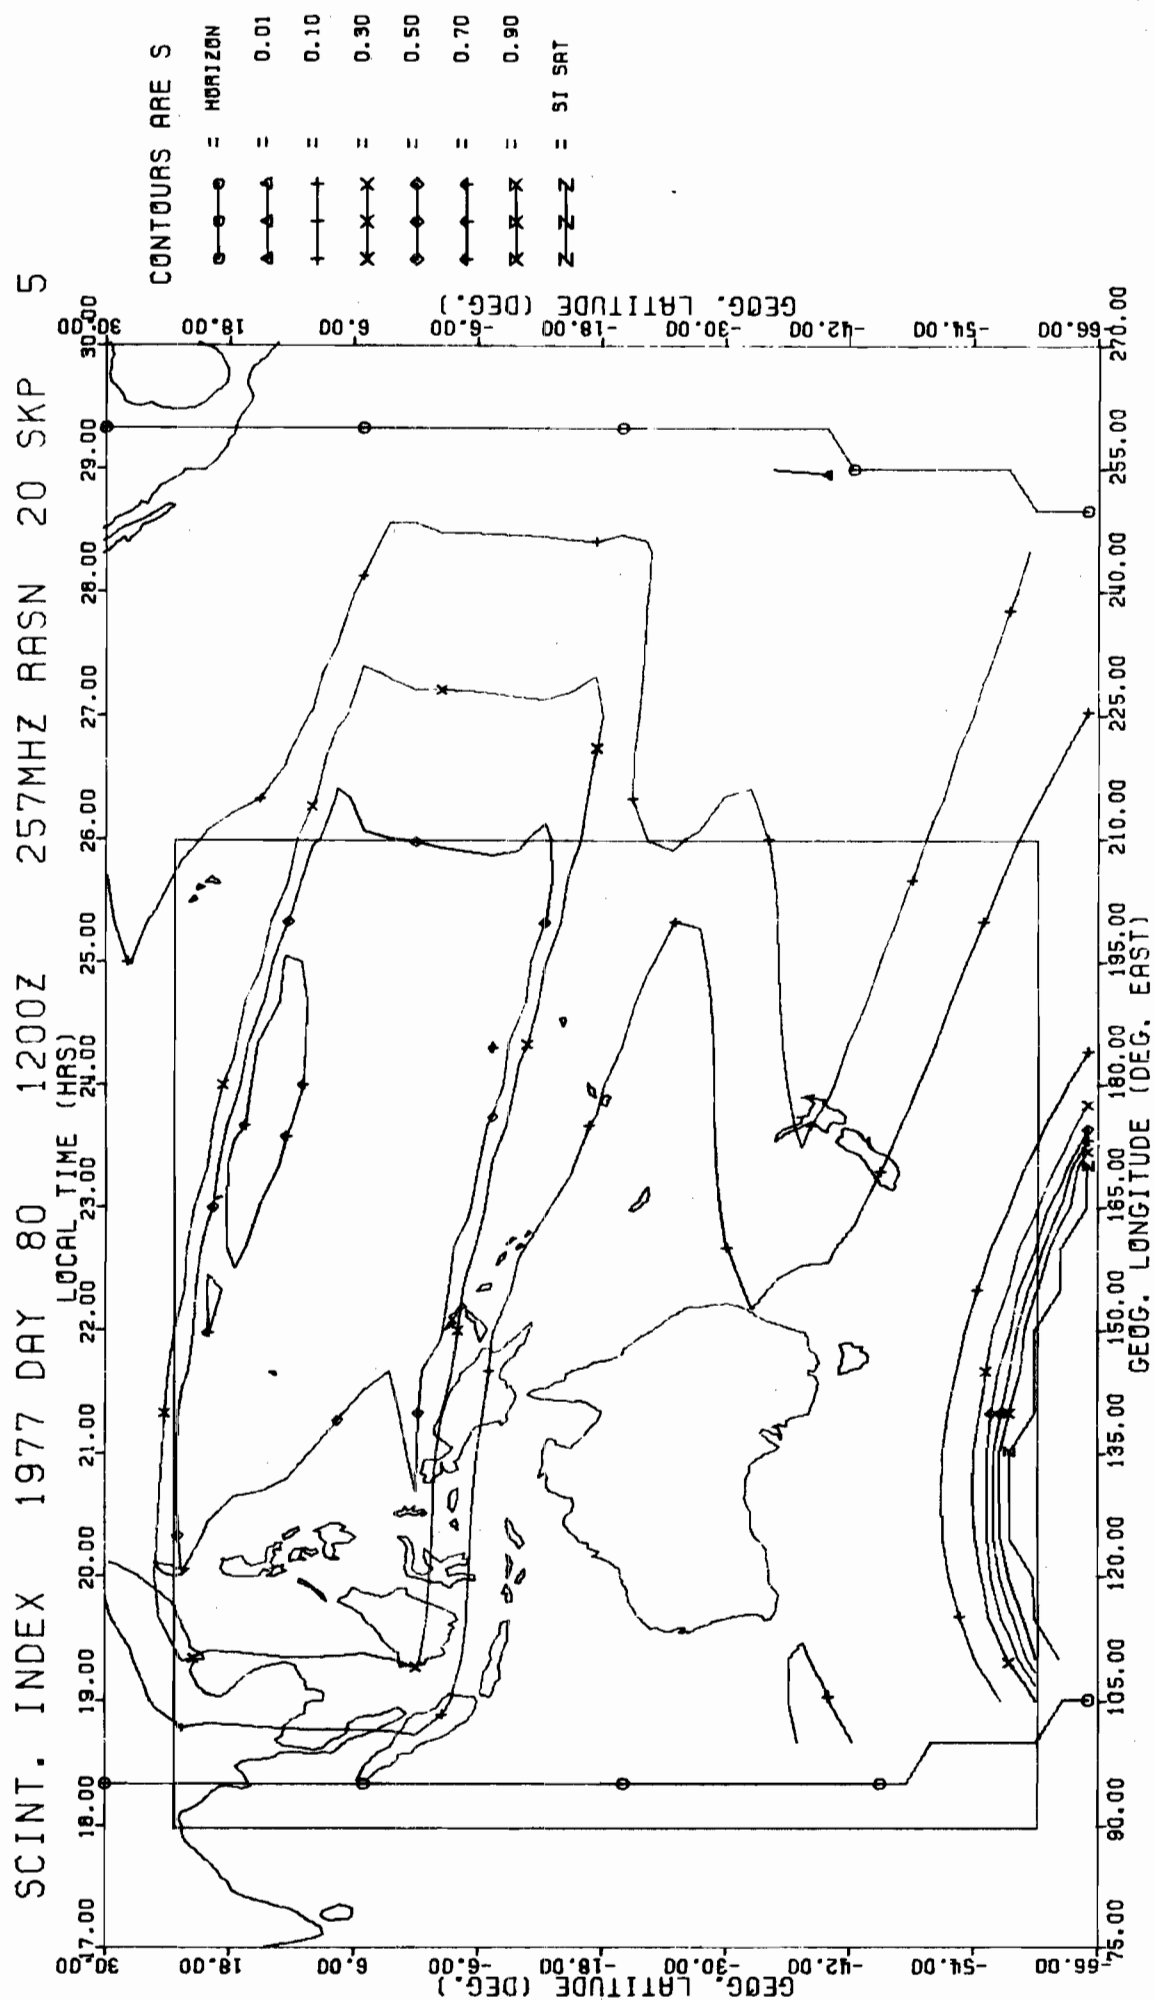 SCINT. INDEX 1977 DAY 80 1200Z 257MHZ RASN 20 SKP 5
LOCAL TIME (HRS)
17.00 18.00 19.00 20.00 21.00 22.00 23.00 24.00 25.00 26.00 27.00 28.00 29.00 30.00
GEOG. LATITUDE (DEG.)
30.00
18.00
6.00
-6.00
-18.00
-30.00
-42.00
-54.00
-66.00
GEOG. LATITUDE (DEG.)
30.00
18.00
6.00
-6.00
-18.00
-30.00
-42.00
-54.00
-66.00
75.00 90.00 105.00 120.00 135.00 150.00 165.00 180.00 195.00 210.00 225.00 240.00 255.00 270.00
GEOG. LONGITUDE (DEG. EAST)
CONTOURS ARE S
= HORIZON
= 0.01
= 0.10
= 0.30
= 0.50
= 0.70
= 0.90
= SI SAT